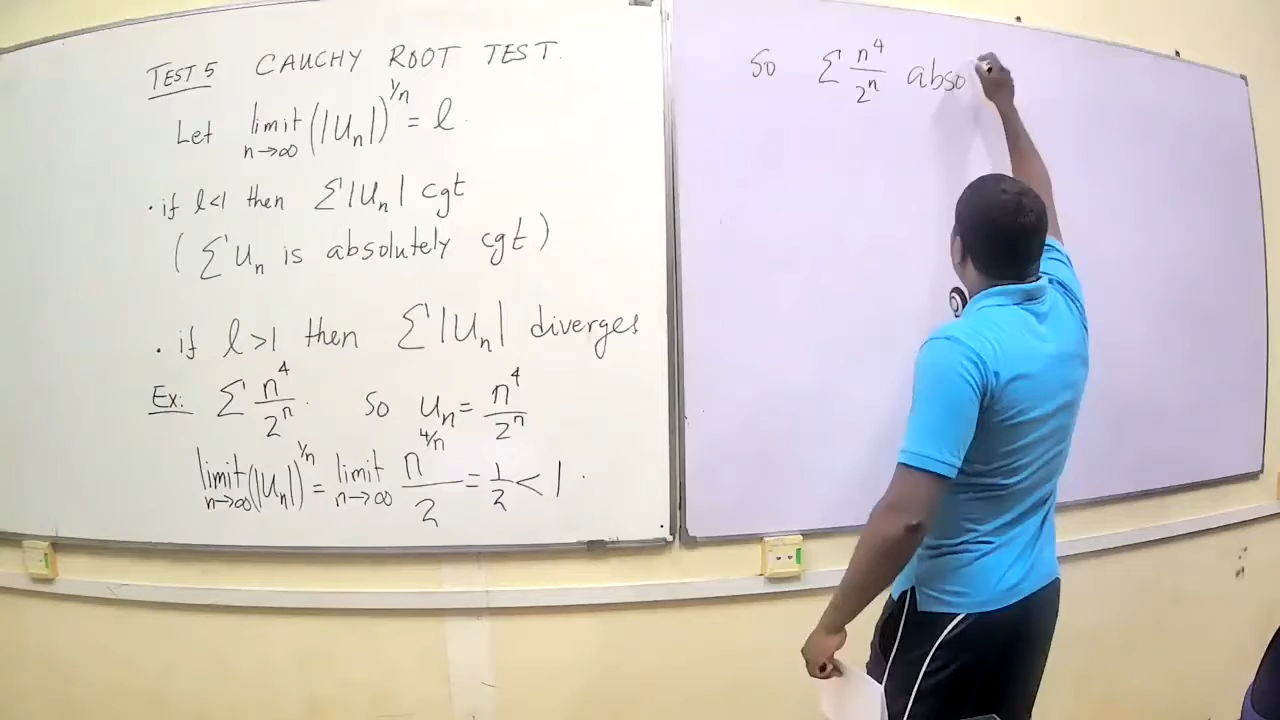 TEST 5 CAUCHY ROOT TEST.
Let limit n→∞ (|Un|)^1/n = l.
. if l<1 then Σ|Un| cgt
(ΣUn is absolutely cgt)
. if l>1 then Σ|Un| diverges
Ex: Σ n^4/2^n. So un = n^4/2^n
limit n→∞ (|Un|)^1/n = limit n→∞ n^4/n / 2 = 1/2 < 1.
So Σ n^4/2^n abso